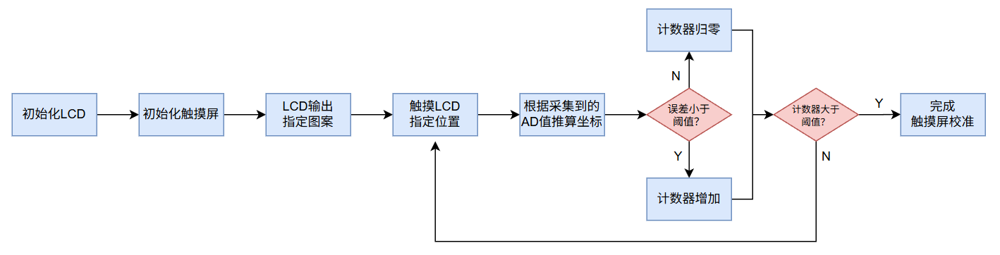 初始化LCD
初始化触摸屏
LCD输出
指定图案
触摸LCD
指定位置
根据采集到的
AD值推算坐标
误差小于
阈值?
N
计数器归零
Y
计数器增加
计数器大于
阈值?
Y
完成
触摸屏校准
N